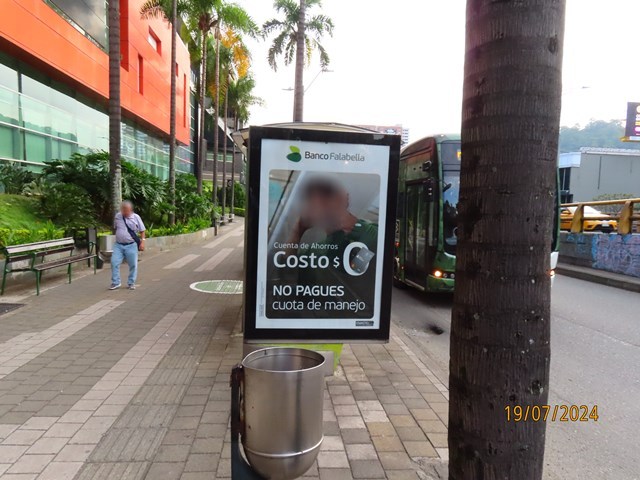 Banco Falabella
Cuenta de Ahorros
Costo $0
NO PAGUES
cuota de manejo
19/07/2024